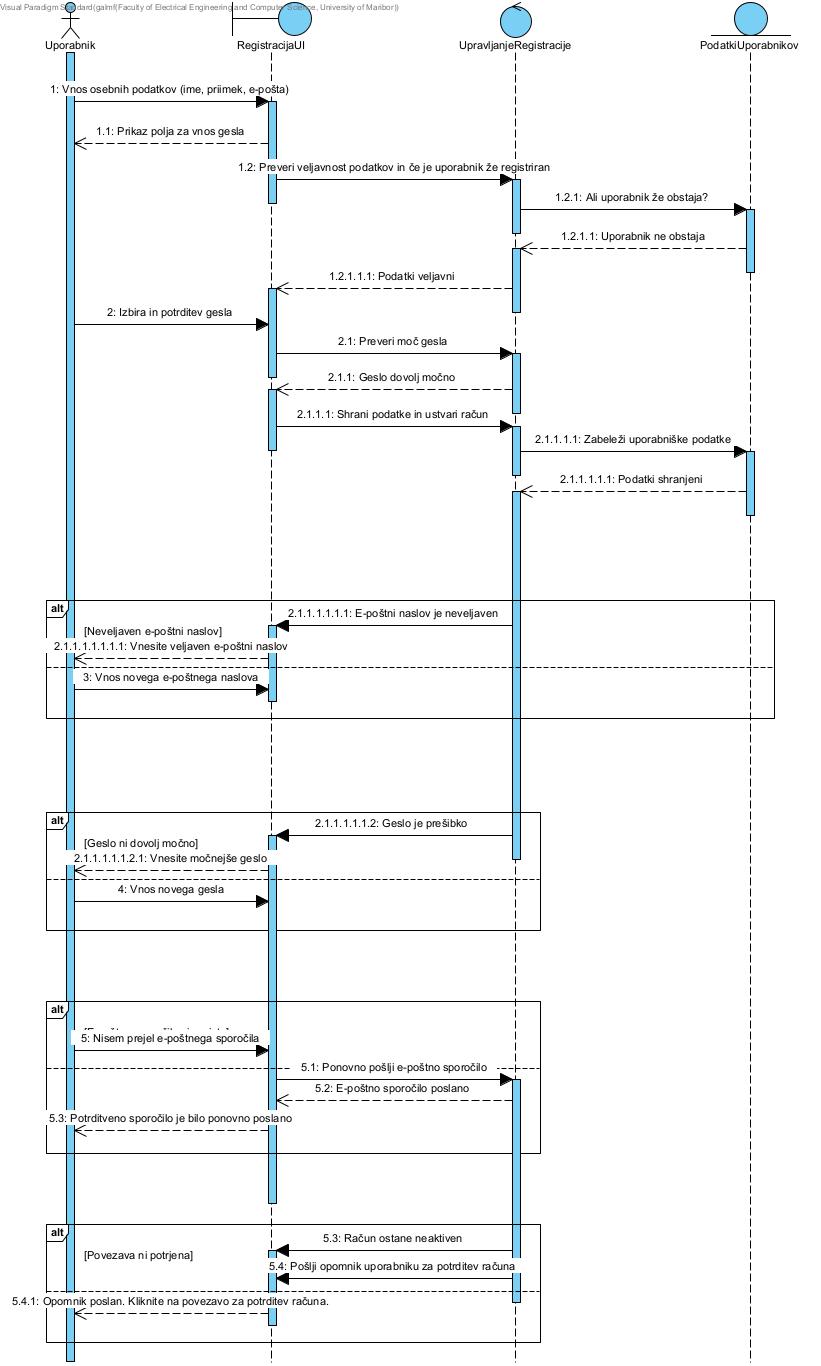 Visual Paradigm Standard(galmf(Faculty of Electrical Engineering and Computer Science, University of Maribor))
Uporabnik
RegistracijaUI
UpravljanjeRegistracije
PodatkiUporabnikov
1: Vnos osebnih podatkov (ime, priimek, e-pošta)
1.1: Prikaz polja za vnos gesla
1.2: Preveri veljavnost podatkov in če je uporabnik že registriran
1.2.1: Ali uporabnik že obstaja?
1.2.1.1: Uporabnik ne obstaja
1.2.1.1.1: Podatki veljavni
2: Izbira in potrditev gesla
2.1: Preveri moč gesla
2.1.1: Geslo dovolj močno
2.1.1.1: Shrani podatke in ustvari račun
2.1.1.1.1: Zabeleži uporabniške podatke
2.1.1.1.1.1: Podatki shranjeni
alt
2.1.1.1.1.1.1: E-poštni naslov je neveljaven
[Neveljaven e-poštni naslov]
2.1.1.1.1.1.1.1: Vnesite veljaven e-poštni naslov
3: Vnos novega e-poštnega naslova
alt
2.1.1.1.1.1.2: Geslo je prešibko
[Geslo ni dovolj močno]
2.1.1.1.1.1.2.1: Vnesite močnejše geslo
4: Vnos novega gesla
alt
5: Nisem prejel e-poštnega sporočila
5.1: Ponovno pošlji e-poštno sporočilo
5.2: E-poštno sporočilo poslano
5.3: Potrditveno sporočilo je bilo ponovno poslano
alt
5.3: Račun ostane neaktiven
[Povezava ni potrjena]
5.4: Pošlji opomnik uporabniku za potrditev računa
5.4.1: Opomnik poslan. Kliknite na povezavo za potrditev računa.